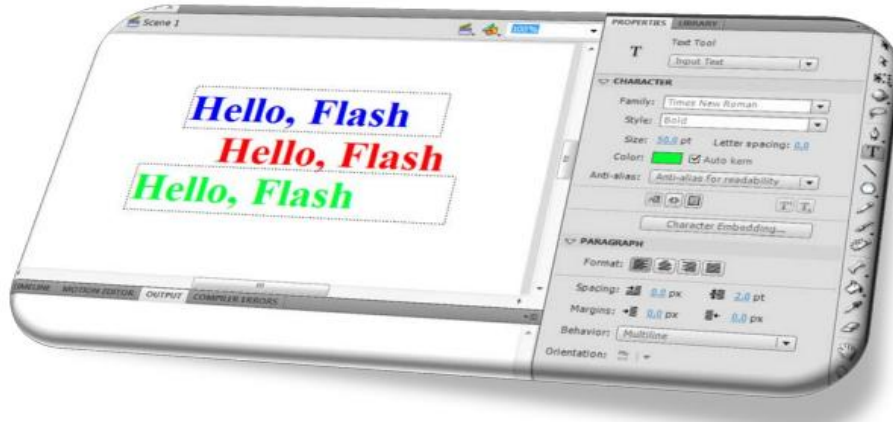 Scene 1
100%
Hello, Flash
Hello, Flash
Hello, Flash
TIMELINE MOTION EDITOR OUTPUT COMPILER ERRORS
PROPERTIES LIBRARY
T Text Tool
Input Text
CHARACTER
Family: Times New Roman
Style: Bold
Size: 50.0 pt Letter spacing: 0.0
Color: Auto kern
Anti-alias: Anti-alias for readability
Character Embedding...
PARAGRAPH
Format:
Spacing: 0.0 px 2.0 pt
Margins: 0.0 px 0.0 px
Behavior: Multiline
Orientation: